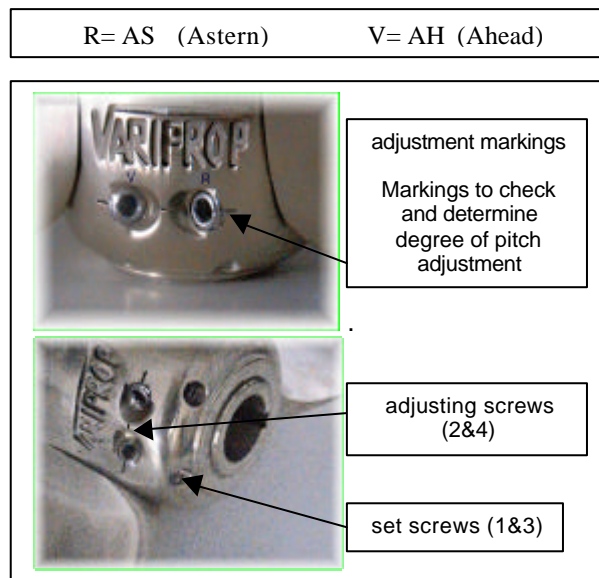 R= AS (Astern) V= AH (Ahead)
VARIPROP
V R
adjustment markings
Markings to check
and determine
degree of pitch
adjustment
.
VARIPROP
adjusting screws
(2&4)
set screws (1&3)